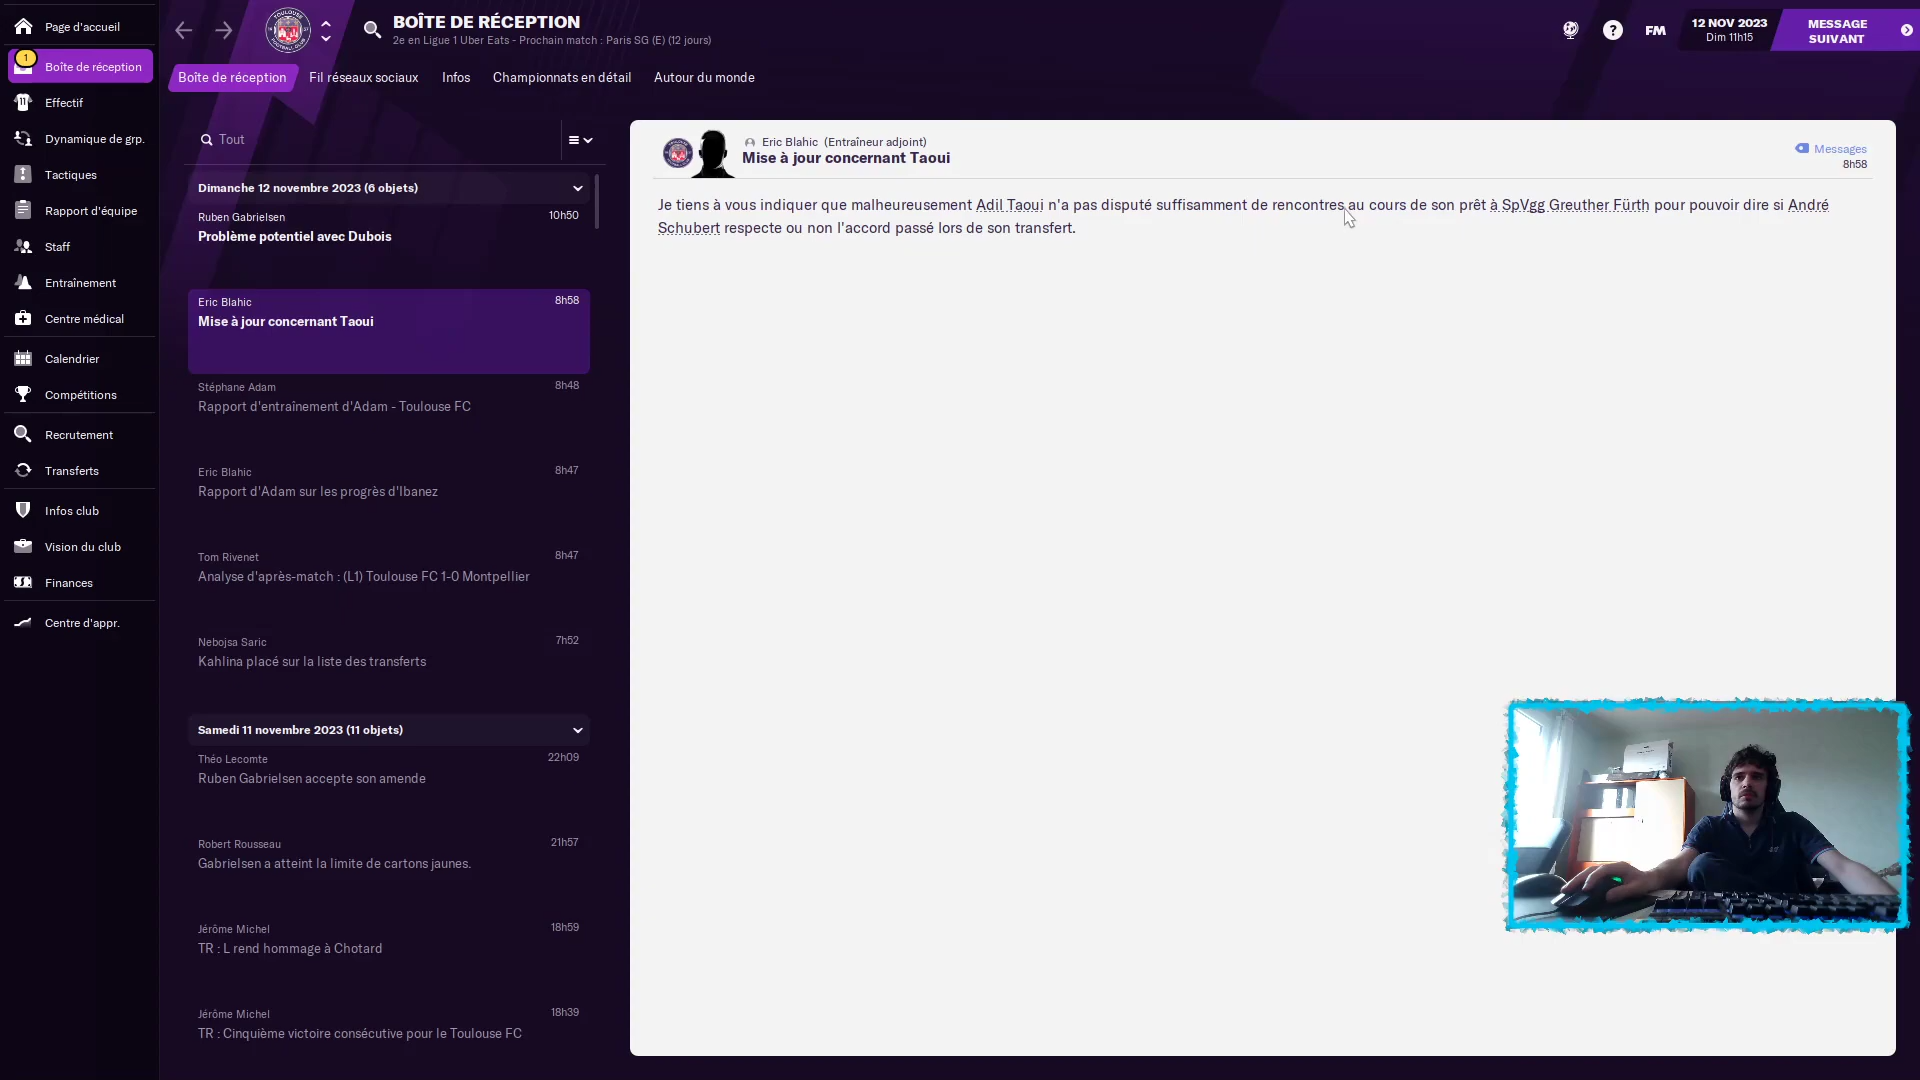 Page d'accueil
1
Boîte de réception
Effectif
Dynamique de grp.
Tactiques
Rapport d'équipe
Staff
Entraînement
Centre médical
Calendrier
Compétitions
Recrutement
Transferts
Infos club
Vision du club
Finances
Centre d'appr.
BOÎTE DE RÉCEPTION
2e en Ligue 1 Uber Eats - Prochain match : Paris SG (E) (12 jours)
FM
12 NOV 2023
Dim 11h15
MESSAGE
SUIVANT
Boîte de réception
Fil réseaux sociaux
Infos
Championnats en détail
Autour du monde
Tout
Dimanche 12 novembre 2023 (6 objets)
Ruben Gabrielsen 10h50
Problème potentiel avec Dubois
Eric Blahic 8h58
Mise à jour concernant Taoui
Stéphane Adam 8h48
Rapport d'entraînement d'Adam - Toulouse FC
Eric Blahic 8h47
Rapport d'Adam sur les progrès d'Ibanez
Tom Rivenet 8h47
Analyse d'après-match : (L1) Toulouse FC 1-0 Montpellier
Nebojsa Saric 7h52
Kahlina placé sur la liste des transferts
Samedi 11 novembre 2023 (11 objets)
Théo Lecomte 22h09
Ruben Gabrielsen accepte son amende
Robert Rousseau 21h57
Gabrielsen a atteint la limite de cartons jaunes.
Jérôme Michel 18h59
TR : L rend hommage à Chotard
Jérôme Michel 18h39
TR : Cinquième victoire consécutive pour le Toulouse FC
Eric Blahic (Entraîneur adjoint)
Mise à jour concernant Taoui
Messages
8h58
Je tiens à vous indiquer que malheureusement Adil Taoui n'a pas disputé suffisamment de rencontres au cours de son prêt à SpVgg Greuther Fürth pour pouvoir dire si André
Schubert respecte ou non l'accord passé lors de son transfert.